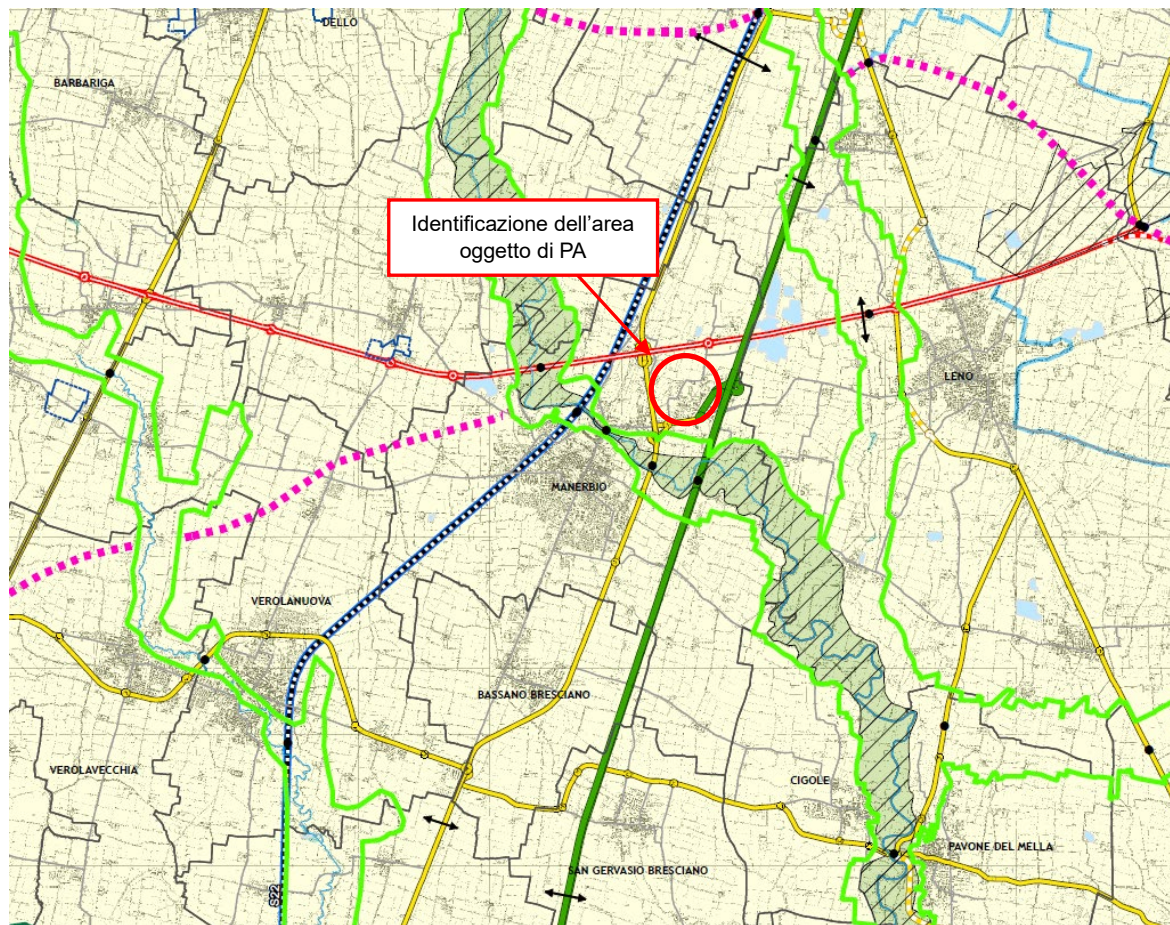 DELLO
BARBARIGA
Identificazione dell'area
oggetto di PA
LENO
MANERBIO
VEROLANUOVA
BASSANO BRESCIANO
VEROLAVECCHIA
CIGOLE
PAVONE DEL MELLA
SAN GERVASIO BRESCIANO
S22